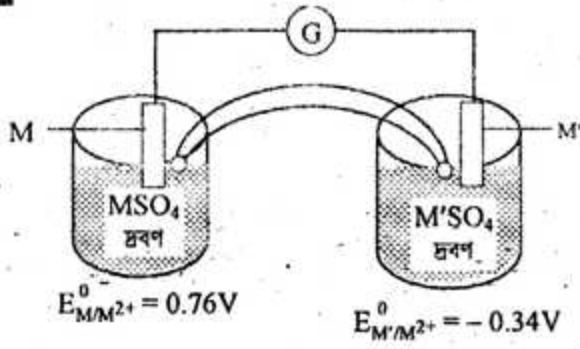 G
M
M'
MSO₄
দ্রবণ
M'SO₄
দ্রবণ
E⁰M/M²⁺ = 0.76V
E⁰M'/M²⁺ = – 0.34V